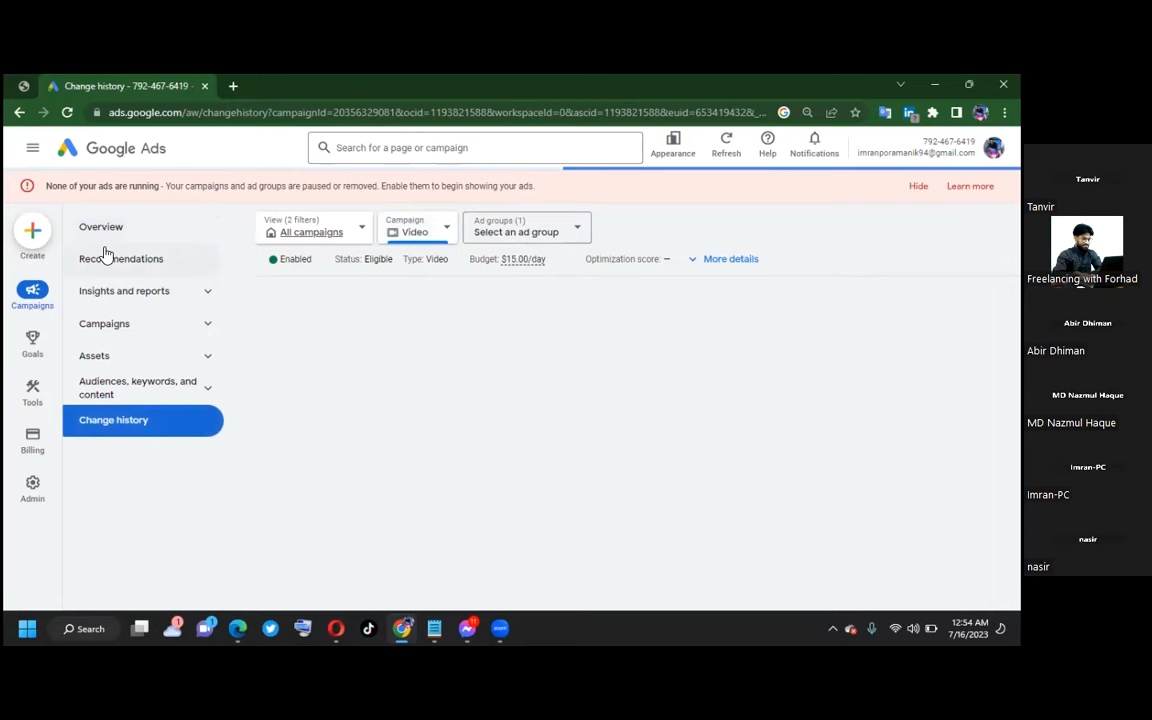 Change history - 792-467-6419 -
ads.google.com/aw/changehistory?campaignId=20356329081&ocid=1193821588&workspaceId=0&ascid=1193821588&euid=653419432&_...
Google Ads
Search for a page or campaign
Appearance
Refresh
Help
Notifications
792-467-6419
imranporamanik94@gmail.com
None of your ads are running - Your campaigns and ad groups are paused or removed. Enable them to begin showing your ads.
Hide
Learn more
Create
Campaigns
Goals
Tools
Billing
Admin
Overview
Recommendations
Insights and reports
Campaigns
Assets
Audiences, keywords, and
content
Change history
View (2 filters)
All campaigns
Campaign
Video
Ad groups (1)
Select an ad group
Enabled
Status: Eligible
Type: Video
Budget: $15.00/day
Optimization score: –
More details
Tanvir
Tanvir
Freelancing with Forhad
Abir Dhiman
Abir Dhiman
MD Nazmul Haque
MD Nazmul Haque
Imran-PC
Imran-PC
nasir
nasir
Search
1
1
11
12:54 AM
7/16/2023